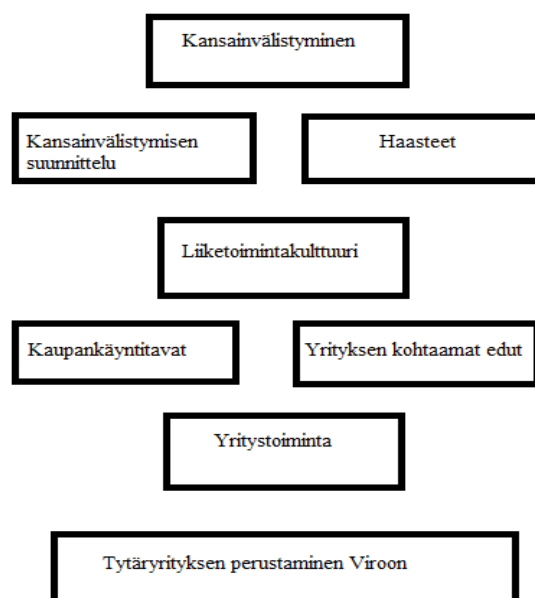 Kansainvälistyminen
Kansainvälistymisen
suunnittelu
Haasteet
Liiketoimintakulttuuri
Kaupankäyntitavat
Yrityksen kohtaamat edut
Yritystoiminta
Tytäryrityksen perustaminen Viroon